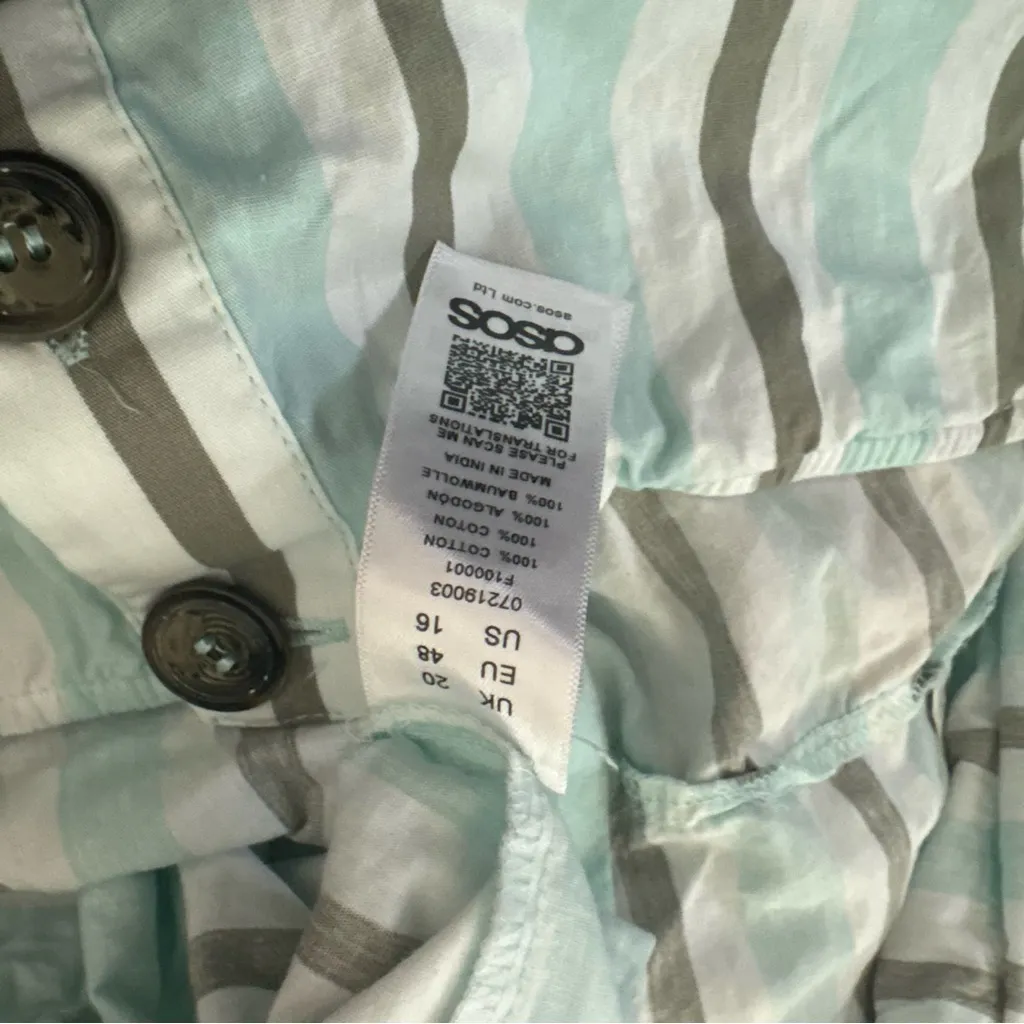 UK 20
EU 48
US 16
07219003
F100001
100% COTTON
100% COTON
100% ALGODÓN
100% BAUMWOLLE
MADE IN INDIA
PLEASE SCAN ME
FOR TRANSLATIONS
asos
asos.com Ltd